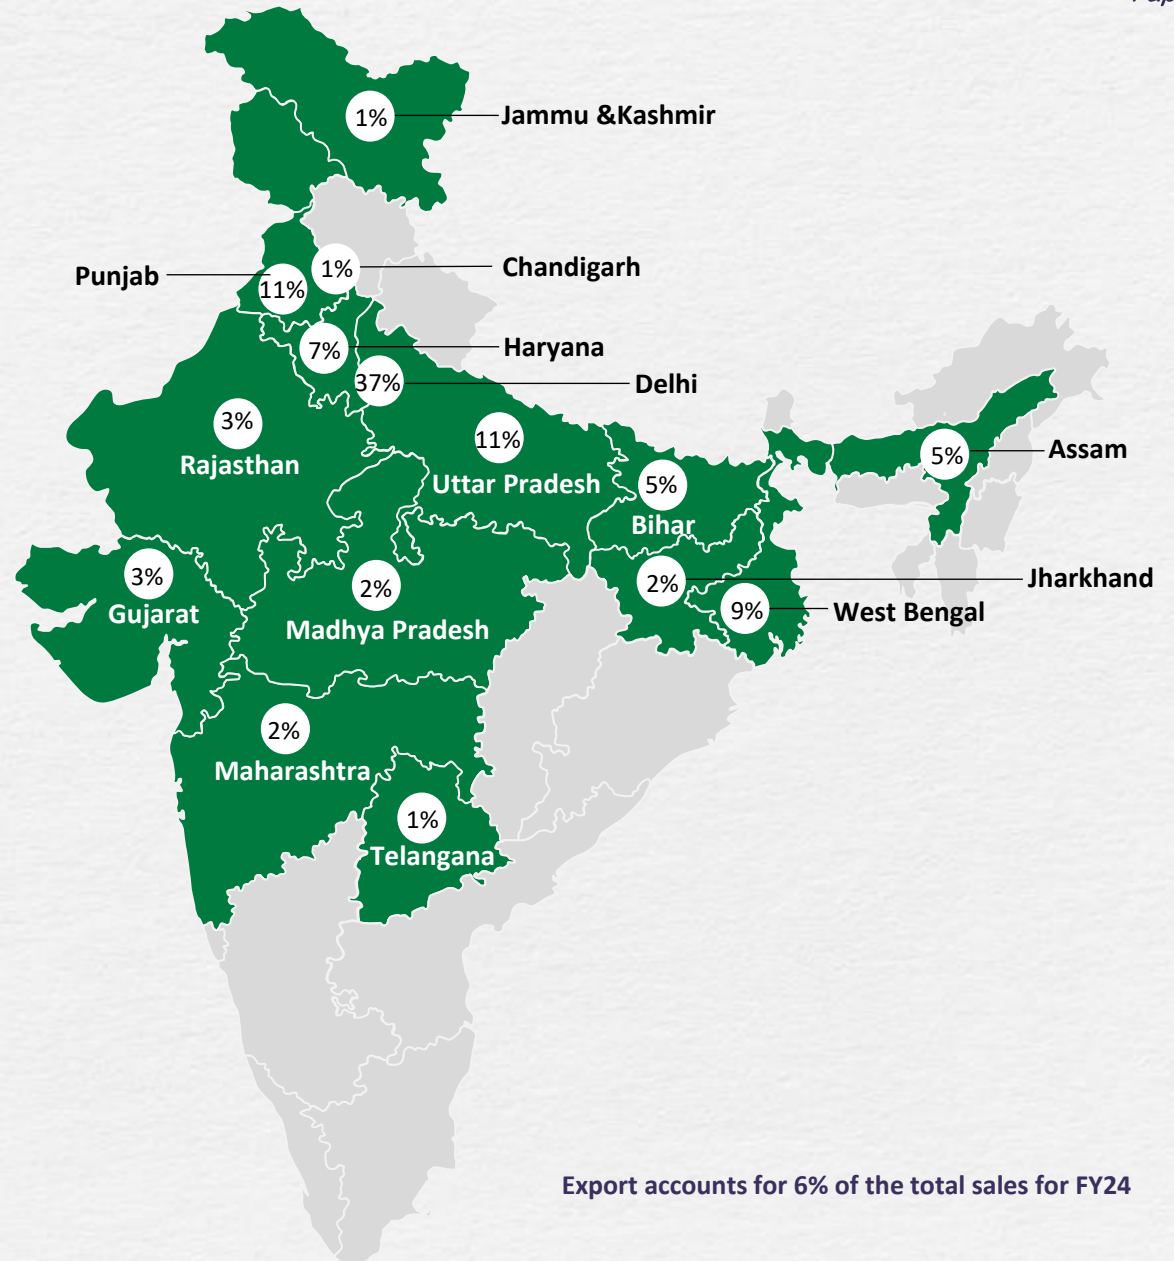 1%
Jammu &Kashmir
Punjab
1%
Chandigarh
11%
7%
Haryana
37%
Delhi
3%
Rajasthan
11%
Uttar Pradesh
5%
Assam
5%
Bihar
3%
Gujarat
2%
Madhya Pradesh
2%
Jharkhand
9%
West Bengal
2%
Maharashtra
1%
Telangana
Export accounts for 6% of the total sales for FY24